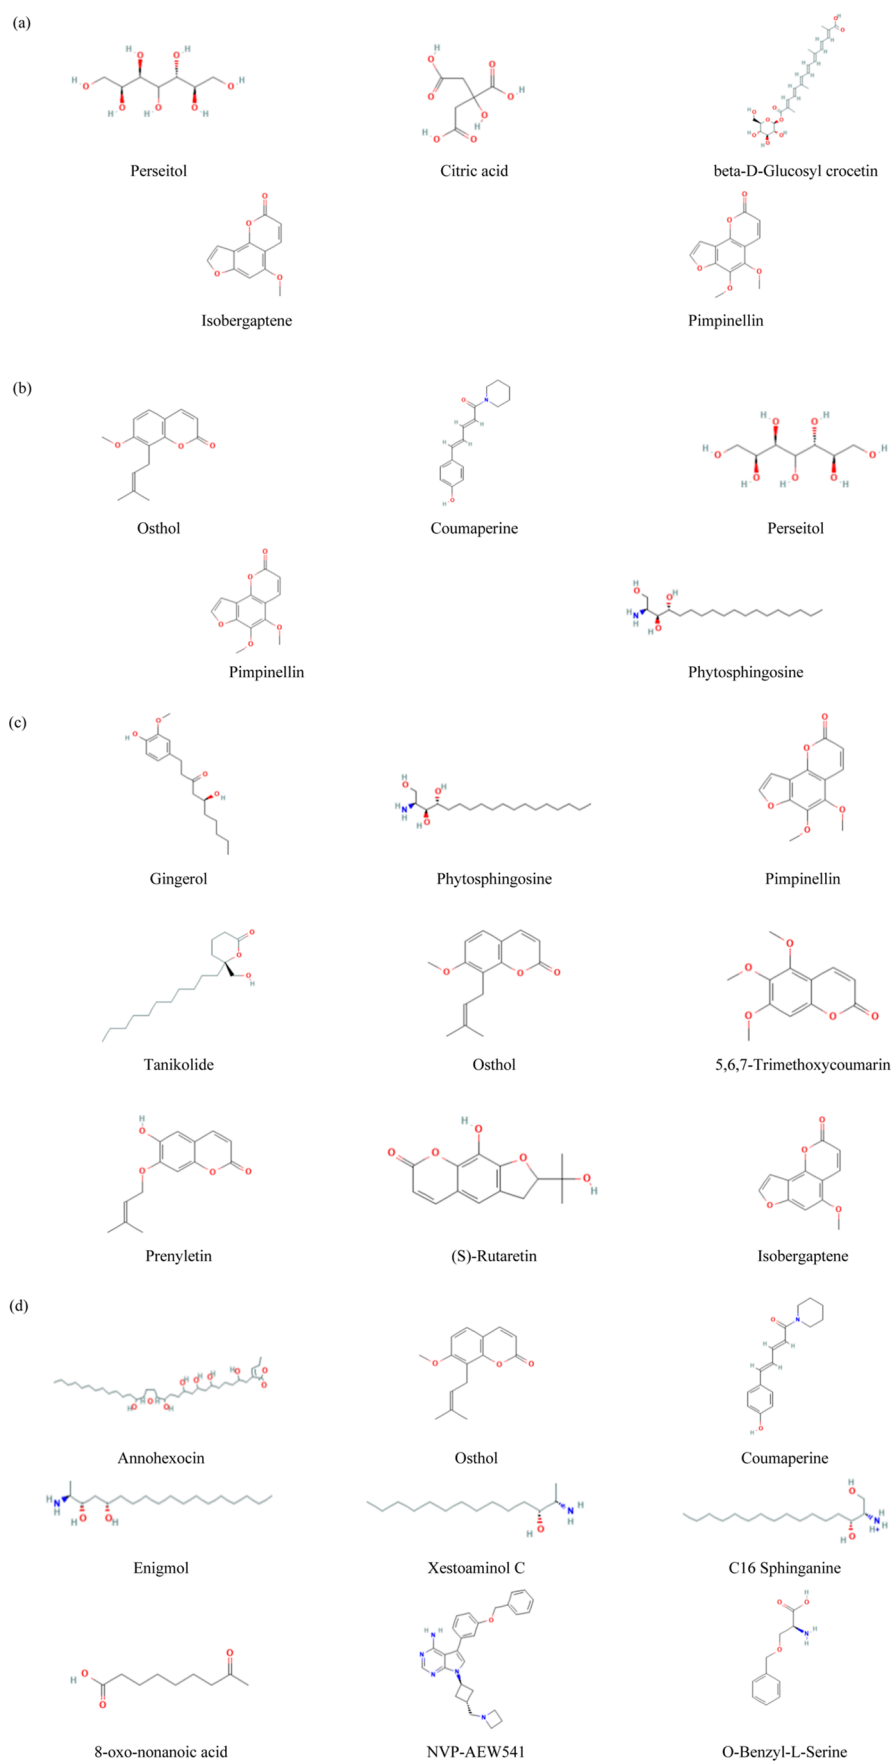 (a)
Perseitol Citric acid beta-D-Glucosyl crocetin
Isobergaptene Pimpinellin
(b)
Osthol Coumaperine Perseitol
Pimpinellin Phytosphingosine
(c)
Gingerol Phytosphingosine Pimpinellin
Tanikolide Osthol 5,6,7-Trimethoxycoumarin
Prenyletin (S)-Rutaretin Isobergaptene
(d)
Annohexocin Osthol Coumaperine
Enigmol Xestoaminol C C16 Sphinganine
8-oxo-nonanoic acid NVP-AEW541 O-Benzyl-L-Serine